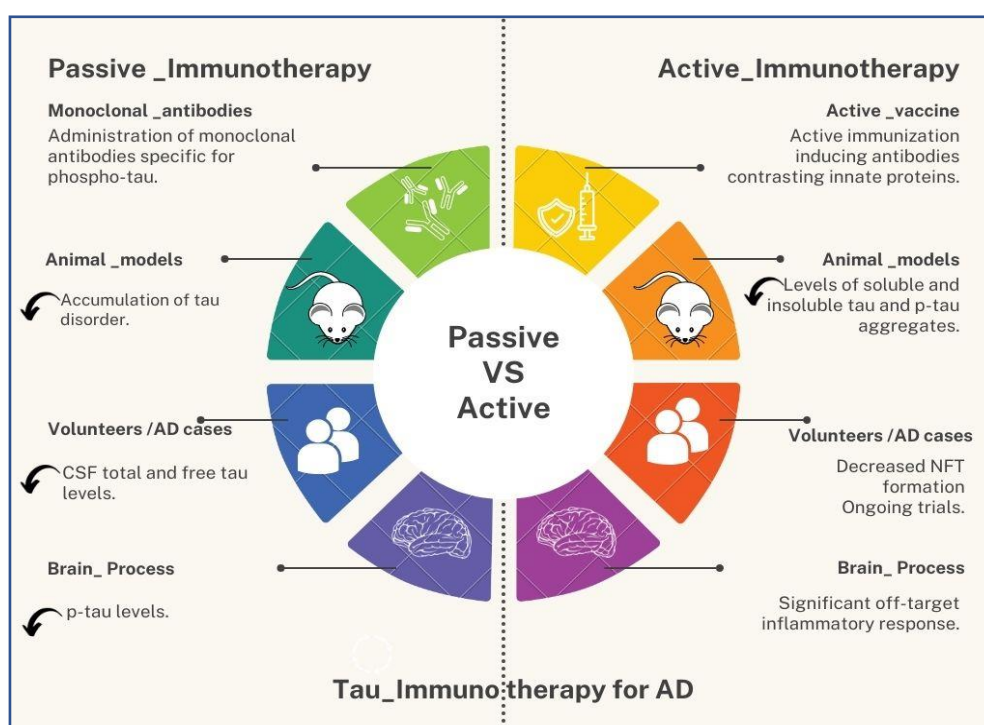 Passive _Immunotherapy
Monoclonal _antibodies
Administration of monoclonal
antibodies specific for
phospho-tau.
Animal _models
Accumulation of tau
disorder.
Volunteers /AD cases
CSF total and free tau
levels.
Brain_ Process
p-tau levels.
Passive
VS
Active
Active_Immunotherapy
Active _vaccine
Active immunization
inducing antibodies
contrasting innate proteins.
Animal _models
Levels of soluble and
insoluble tau and p-tau
aggregates.
Volunteers /AD cases
Decreased NFT
formation
Ongoing trials.
Brain_ Process
Significant off-target
inflammatory response.
Tau_Immunotherapy for AD